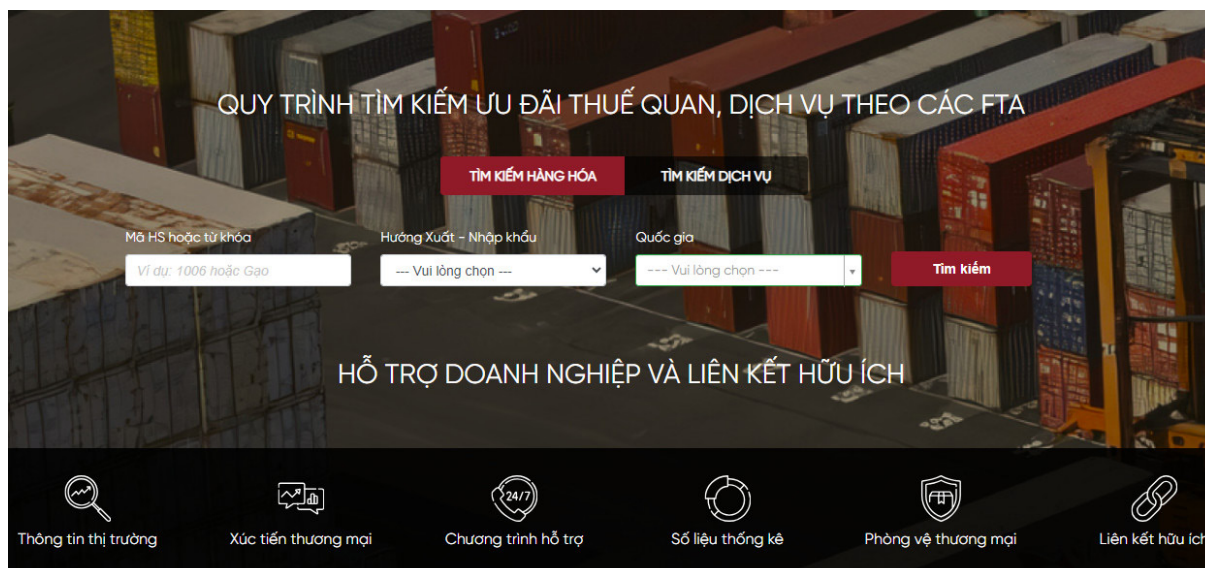 QUY TRÌNH TÌM KIẾM ƯU ĐÃI THUẾ QUAN, DỊCH VỤ THEO CÁC FTA
TÌM KIẾM HÀNG HÓA TÌM KIẾM DỊCH VỤ
Mã HS hoặc từ khóa Hướng Xuất - Nhập khẩu Quốc gia
Ví dụ: 1006 hoặc Gạo --- Vui lòng chọn --- --- Vui lòng chọn --- Tìm kiếm
HỖ TRỢ DOANH NGHIỆP VÀ LIÊN KẾT HỮU ÍCH
24/7
Thông tin thị trường Xúc tiến thương mại Chương trình hỗ trợ Số liệu thống kê Phòng vệ thương mại Liên kết hữu ích